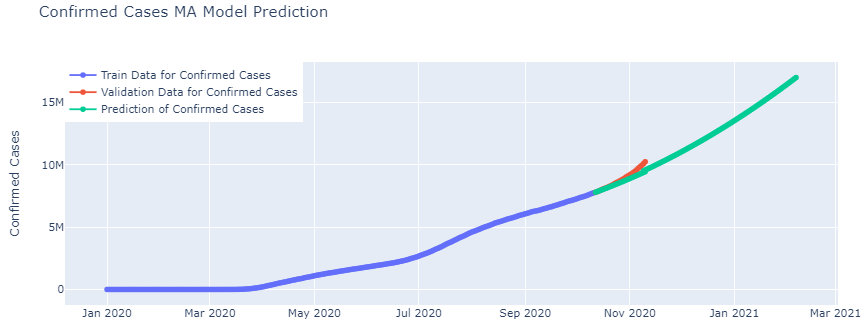 Confirmed Cases MA Model Prediction
Train Data for Confirmed Cases
Validation Data for Confirmed Cases
Prediction of Confirmed Cases
Confirmed Cases
15M
10M
5M
0
Jan 2020
Mar 2020
May 2020
Jul 2020
Sep 2020
Nov 2020
Jan 2021
Mar 2021